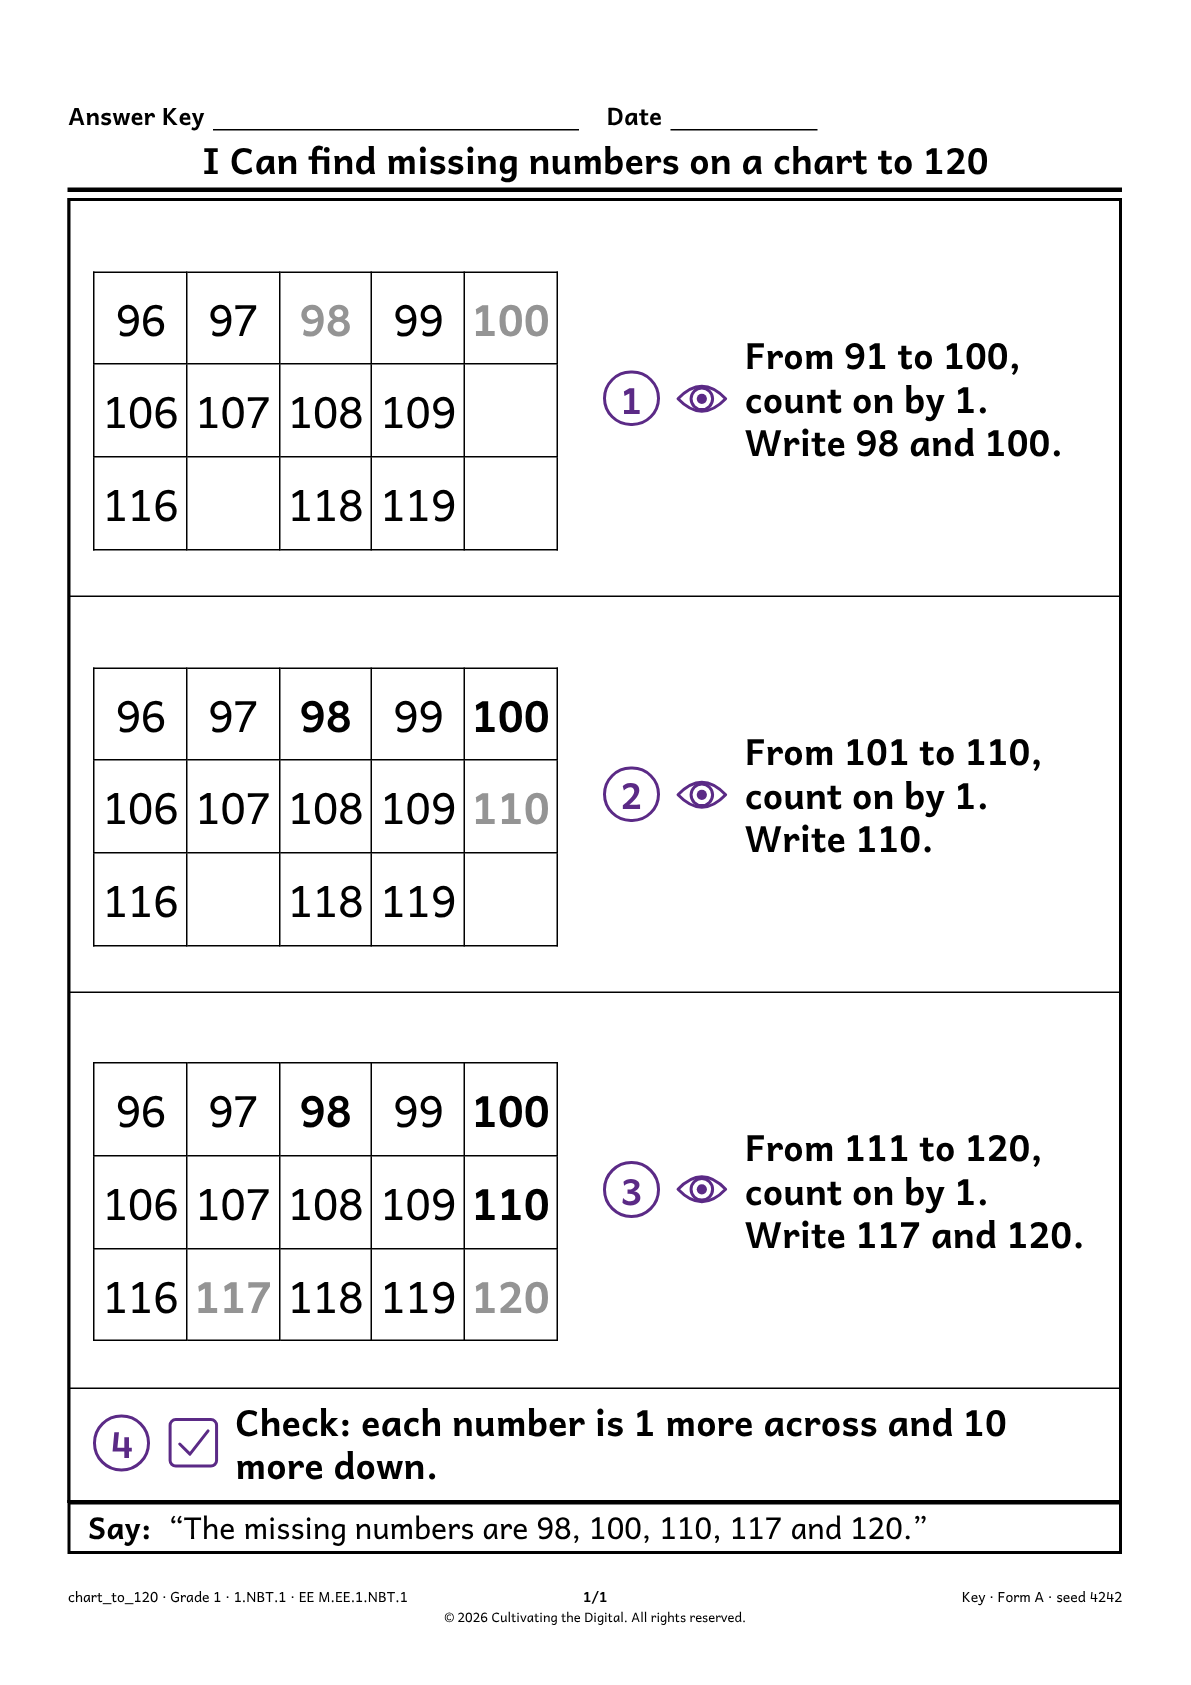 Answer Key Date
I Can find missing numbers on a chart to 120
96 97 98 99 100
106 107 108 109
116 118 119
1 From 91 to 100,
count on by 1.
Write 98 and 100.
96 97 98 99 100
106 107 108 109 110
116 118 119
2 From 101 to 110,
count on by 1.
Write 110.
96 97 98 99 100
106 107 108 109 110
116 117 118 119 120
3 From 111 to 120,
count on by 1.
Write 117 and 120.
4 Check: each number is 1 more across and 10
more down.
Say: “The missing numbers are 98, 100, 110, 117 and 120.”
chart_to_120 · Grade 1 · 1.NBT.1 · EE M.EE.1.NBT.1 1/1 Key · Form A · seed 4242
© 2026 Cultivating the Digital. All rights reserved.